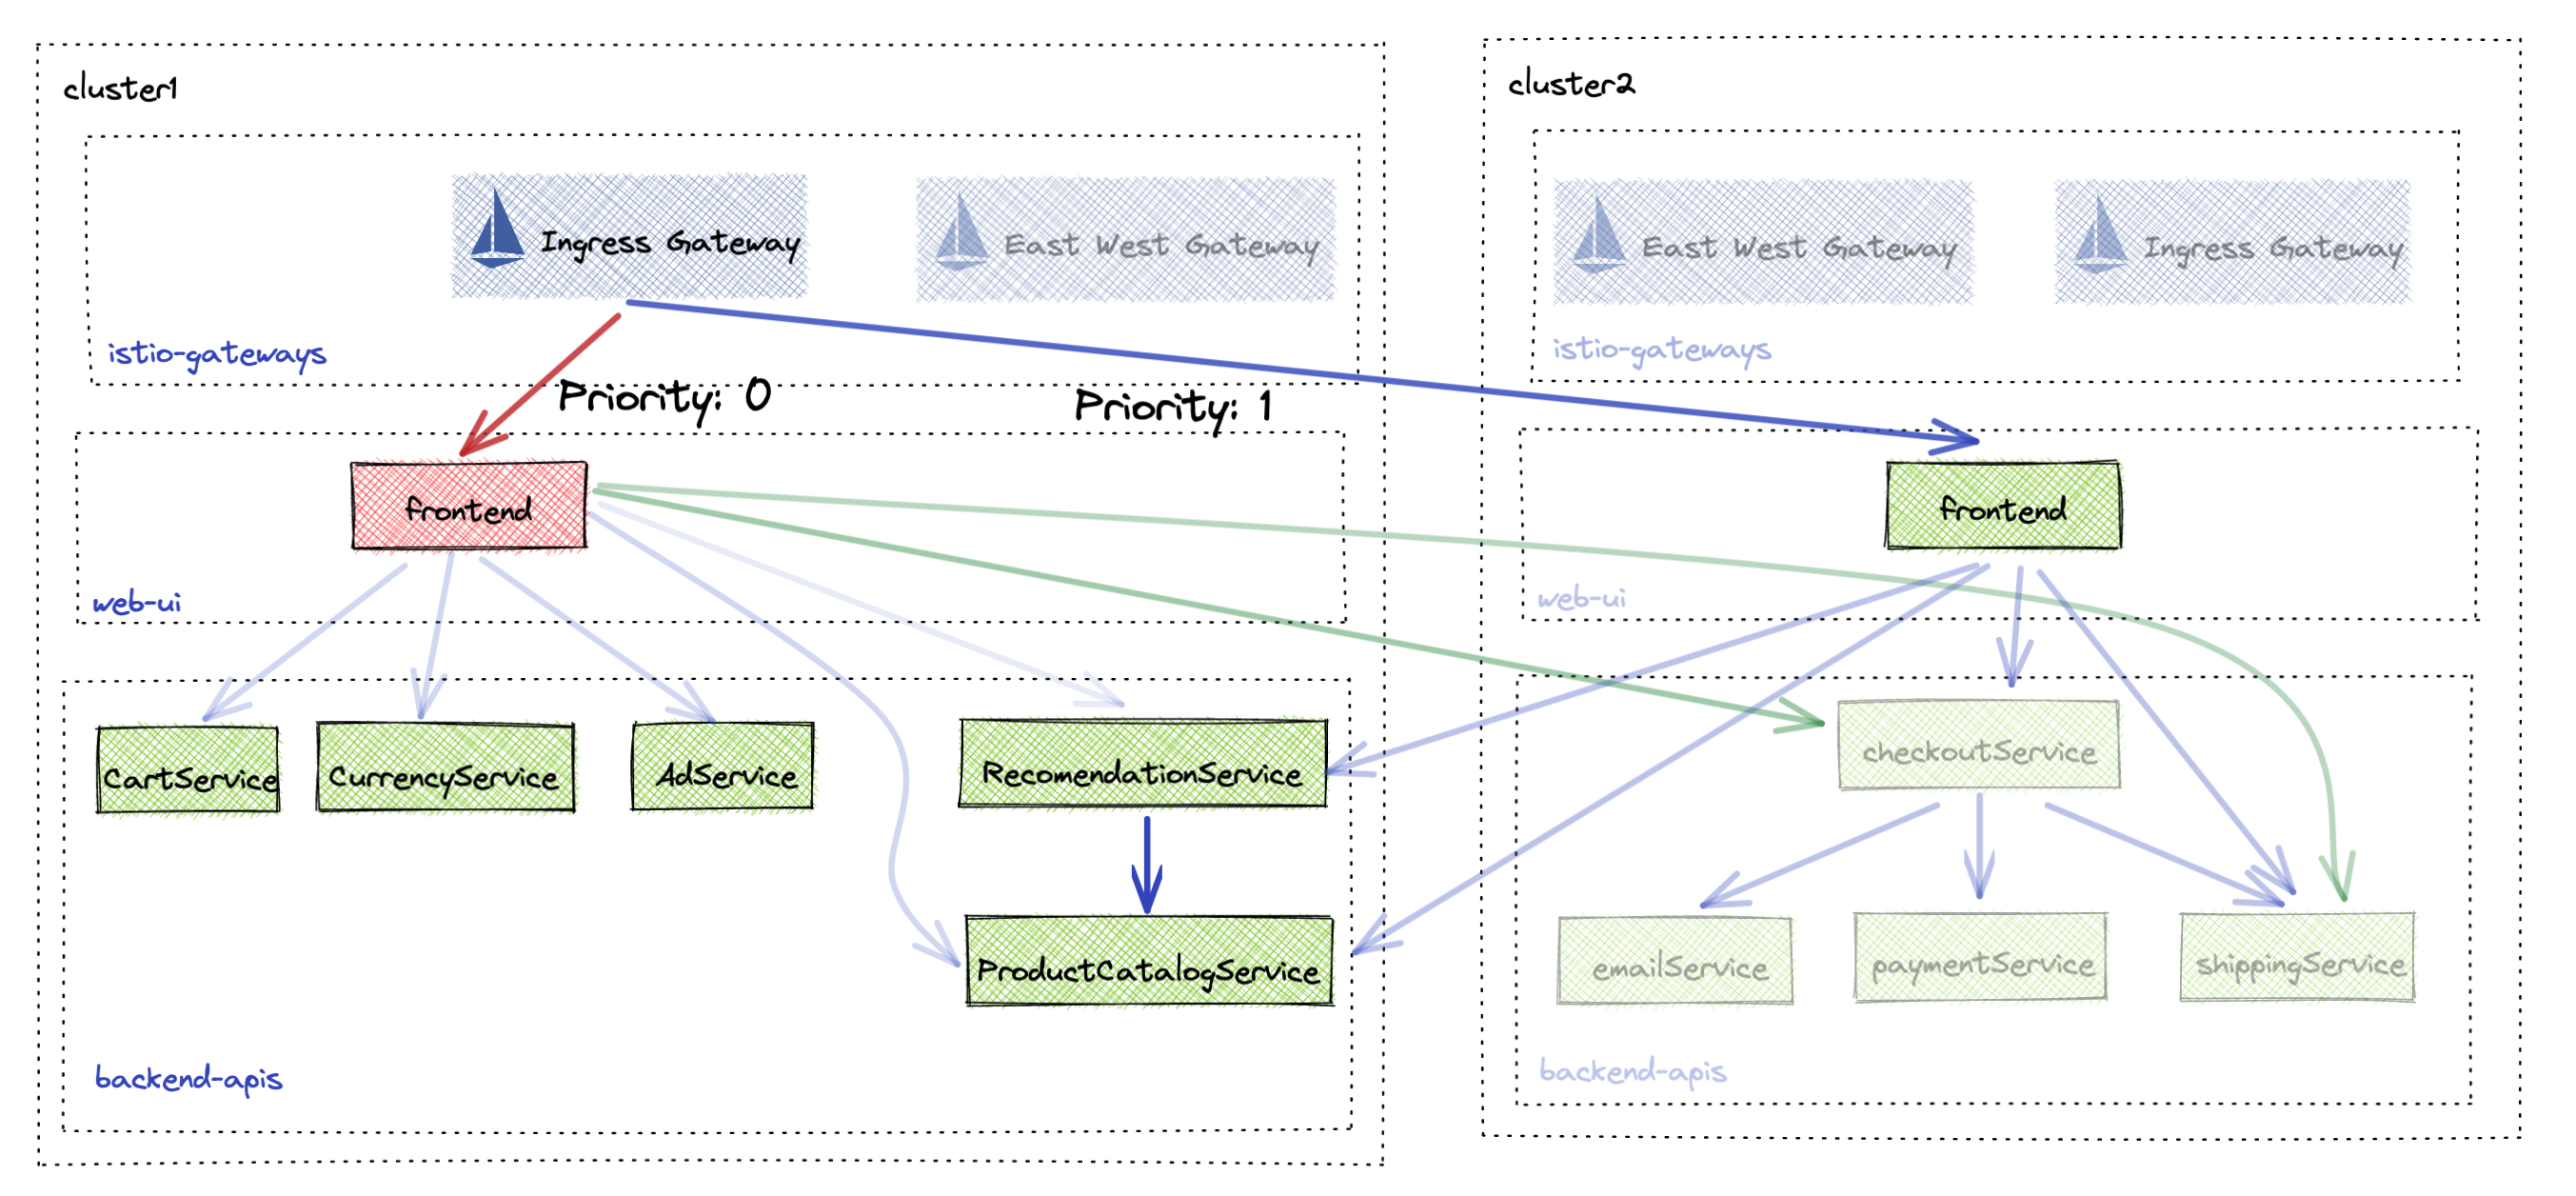 cluster1
Ingress Gateway
East West Gateway
istio-gateways
Priority: 0
Priority: 1
frontend
web-ui
CartService
CurrencyService
AdService
RecomendationService
ProductCatalogService
backend-apis
cluster2
East West Gateway
Ingress Gateway
istio-gateways
frontend
web-ui
checkoutService
emailService
paymentService
shippingService
backend-apis